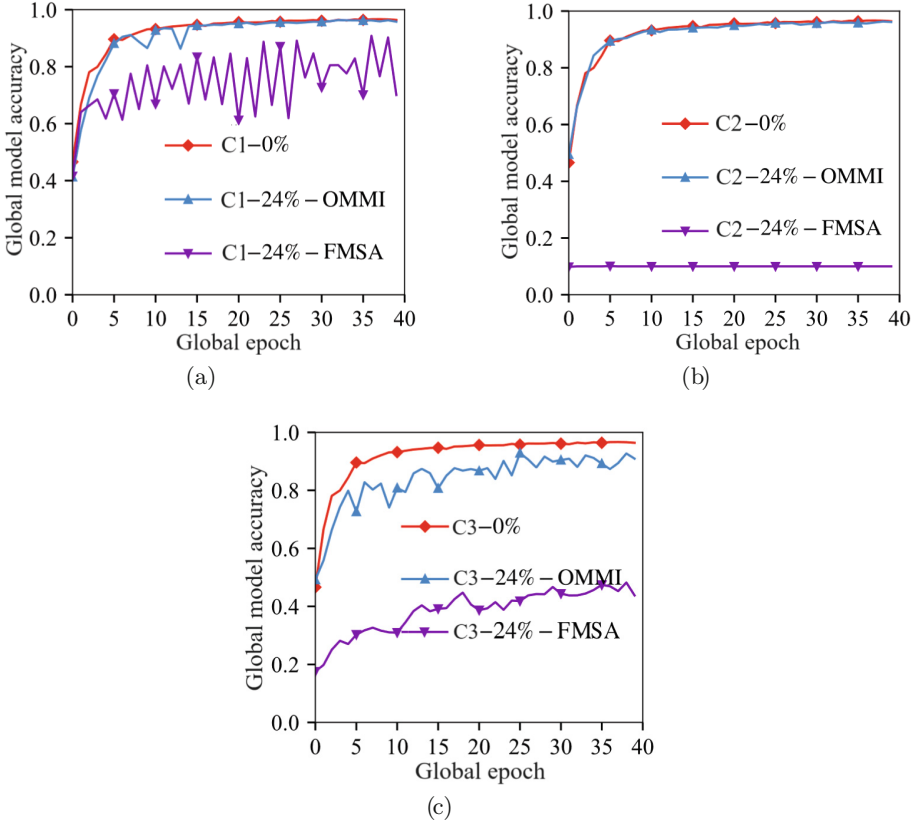 1.0
0.8
0.6
0.4
0.2
0.0
Global model accuracy
C1−0%
C1−24% − OMMI
C1−24% − FMSA
0 5 10 15 20 25 30 35 40
Global epoch
(a)
1.0
0.8
0.6
0.4
0.2
0.0
Global model accuracy
C2−0%
C2−24% − OMMI
C2−24% − FMSA
0 5 10 15 20 25 30 35 40
Global epoch
(b)
1.0
0.8
0.6
0.4
0.2
0.0
Global model accuracy
C3−0%
C3−24% − OMMI
C3−24% − FMSA
0 5 10 15 20 25 30 35 40
Global epoch
(c)